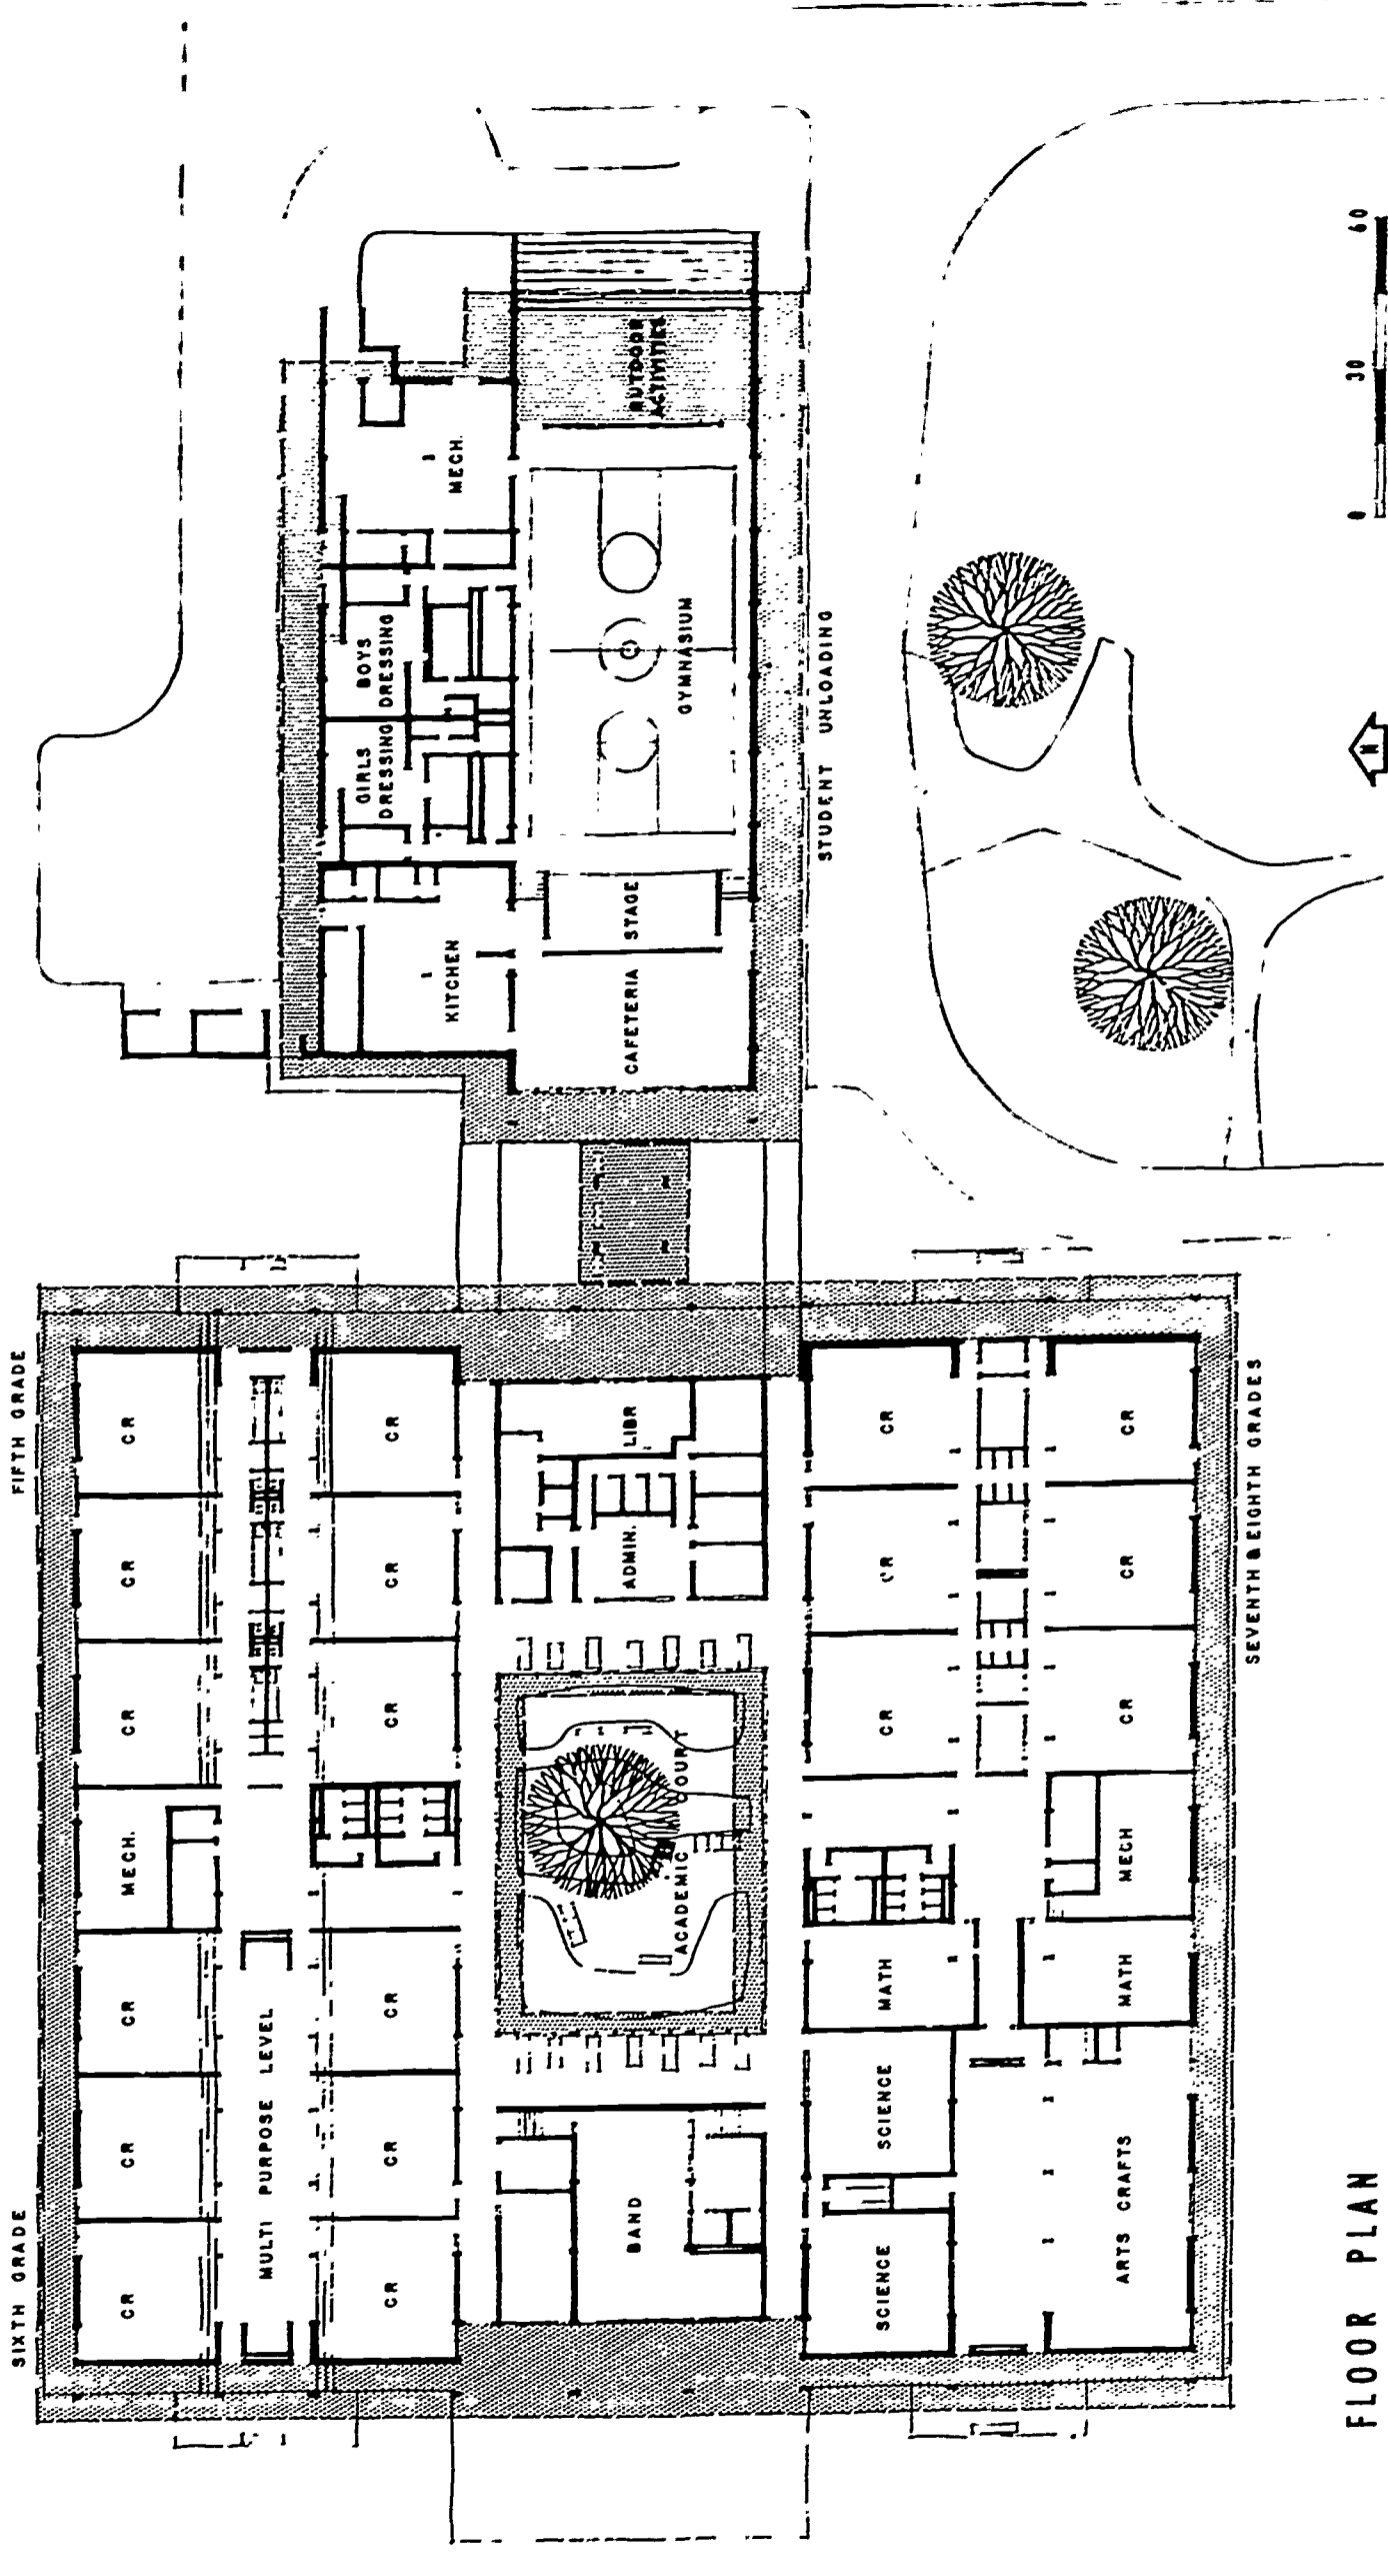 SIXTH GRADE
FIFTH GRADE
CR
CR
CR
MECH.
CR
CR
CR
MULTI PURPOSE LEVEL
CR
CR
CR
CR
CR
CR
BAND
ACADEMIC COURT
ADMIN.
LIBR
SCIENCE
SCIENCE
MATH
CR
CR
CR
ARTS CRAFTS
MATH
MECH
CR
CR
CR
SEVENTH & EIGHTH GRADES
KITCHEN
GIRLS
DRESSING
BOYS
DRESSING
MECH.
CAFETERIA
STAGE
GYMNASIUM
OUTDOOR
ACTIVITIES
STUDENT UNLOADING
FLOOR PLAN
N
0 30 60